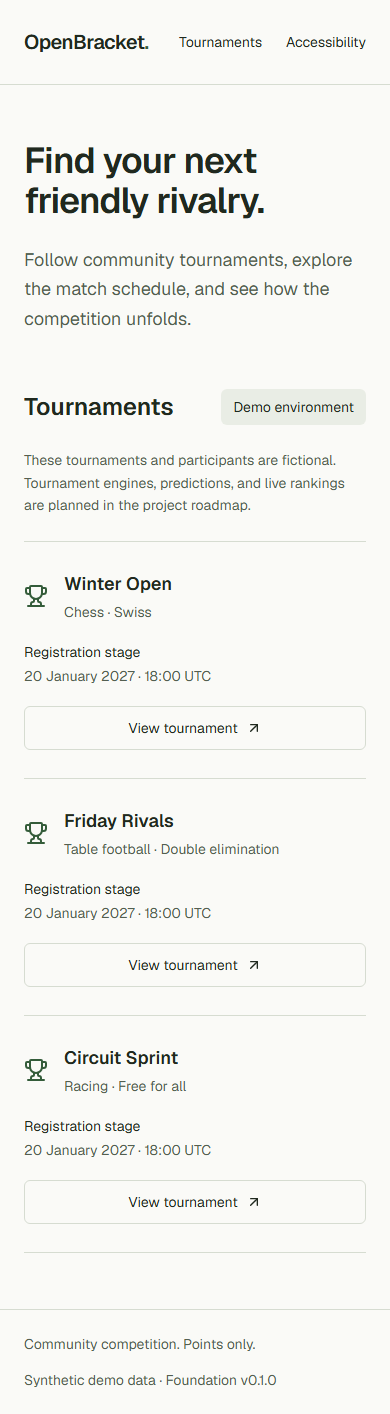 OpenBracket.
Tournaments
Accessibility
Find your next
friendly rivalry.
Follow community tournaments, explore
the match schedule, and see how the
competition unfolds.
Tournaments
Demo environment
These tournaments and participants are fictional.
Tournament engines, predictions, and live rankings
are planned in the project roadmap.
Winter Open
Chess · Swiss
Registration stage
20 January 2027 · 18:00 UTC
View tournament
Friday Rivals
Table football · Double elimination
Registration stage
20 January 2027 · 18:00 UTC
View tournament
Circuit Sprint
Racing · Free for all
Registration stage
20 January 2027 · 18:00 UTC
View tournament
Community competition. Points only.
Synthetic demo data · Foundation v0.1.0